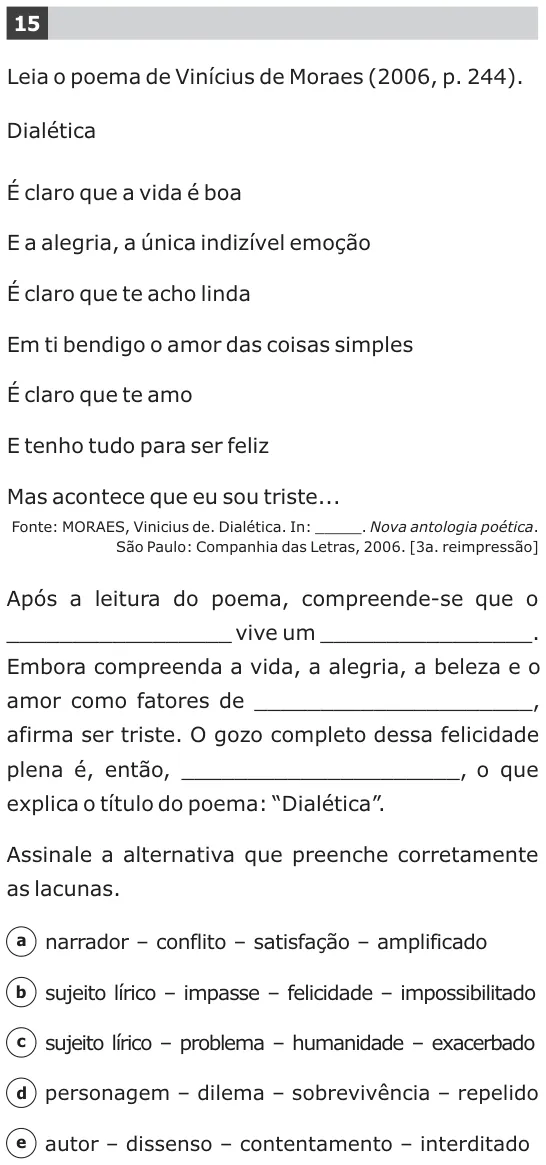 15
Leia o poema de Vinícius de Moraes (2006, p. 244).
Dialética
É claro que a vida é boa
E a alegria, a única indizível emoção
É claro que te acho linda
Em ti bendigo o amor das coisas simples
É claro que te amo
E tenho tudo para ser feliz
Mas acontece que eu sou triste...
Fonte: MORAES, Vinicius de. Dialética. In: ______. Nova antologia poética.
São Paulo: Companhia das Letras, 2006. [3a. reimpressão]
Após a leitura do poema, compreende-se que o
_________________ vive um ________________.
Embora compreenda a vida, a alegria, a beleza e o
amor como fatores de _____________________,
afirma ser triste. O gozo completo dessa felicidade
plena é, então, _____________________, o que
explica o título do poema: “Dialética”.
Assinale a alternativa que preenche corretamente
as lacunas.
a narrador – conflito – satisfação – amplificado
b sujeito lírico – impasse – felicidade – impossibilitado
c sujeito lírico – problema – humanidade – exacerbado
d personagem – dilema – sobrevivência – repelido
e autor – dissenso – contentamento – interditado